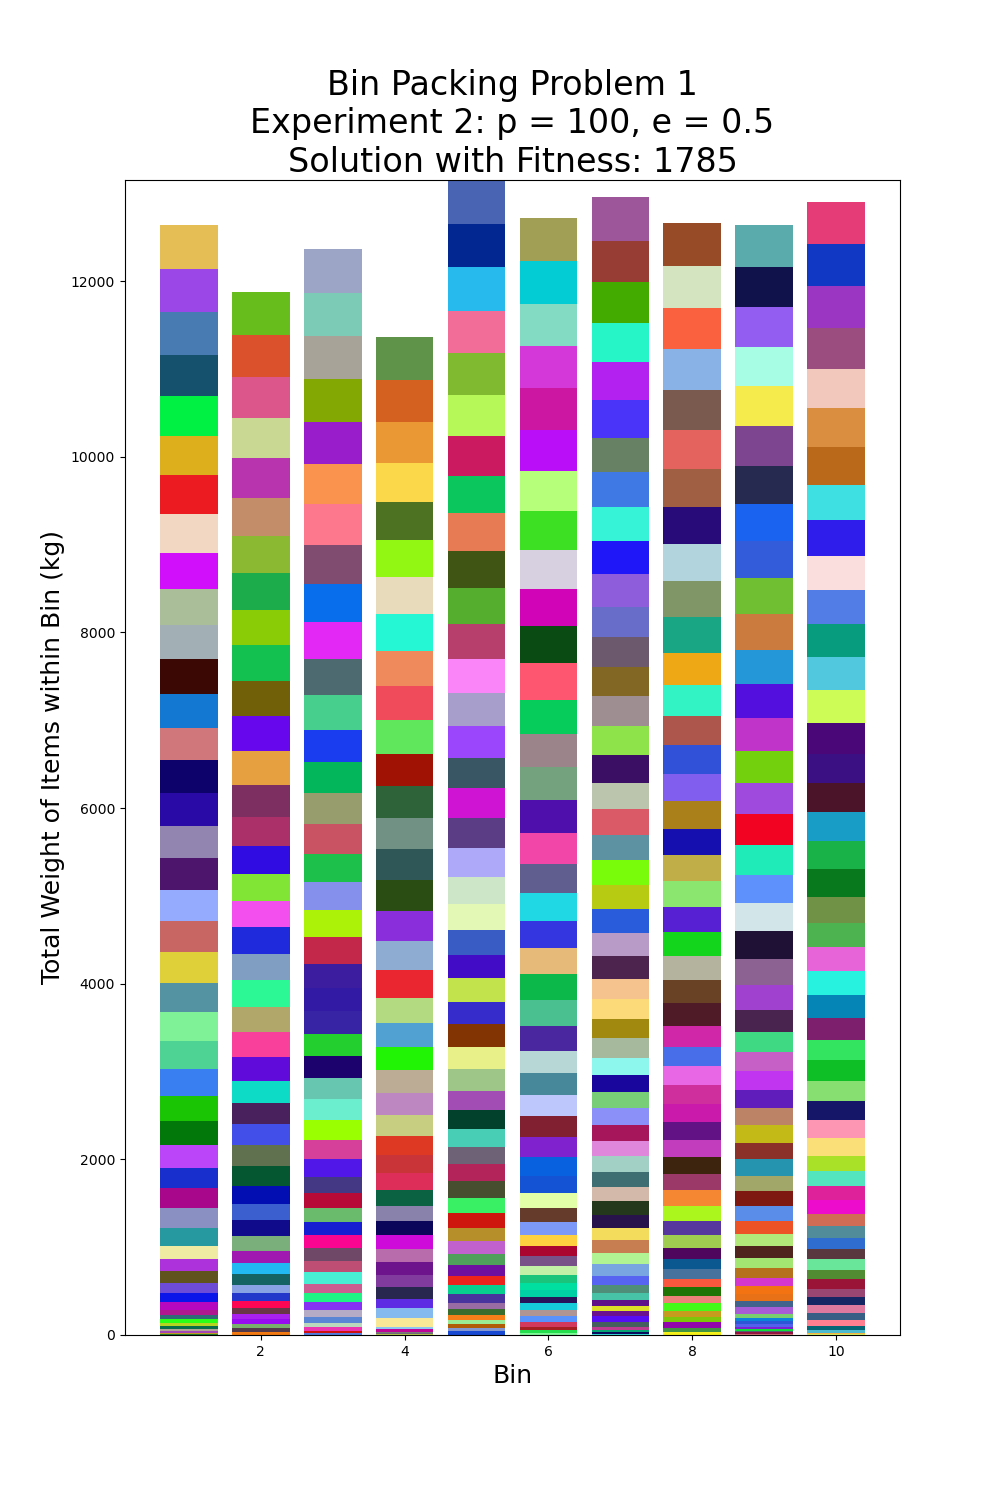 Bin Packing Problem 1
Experiment 2: p = 100, e = 0.5
Solution with Fitness: 1785
Total Weight of Items within Bin (kg)
12000
10000
8000
6000
4000
2000
0
2 4 6 8 10
Bin